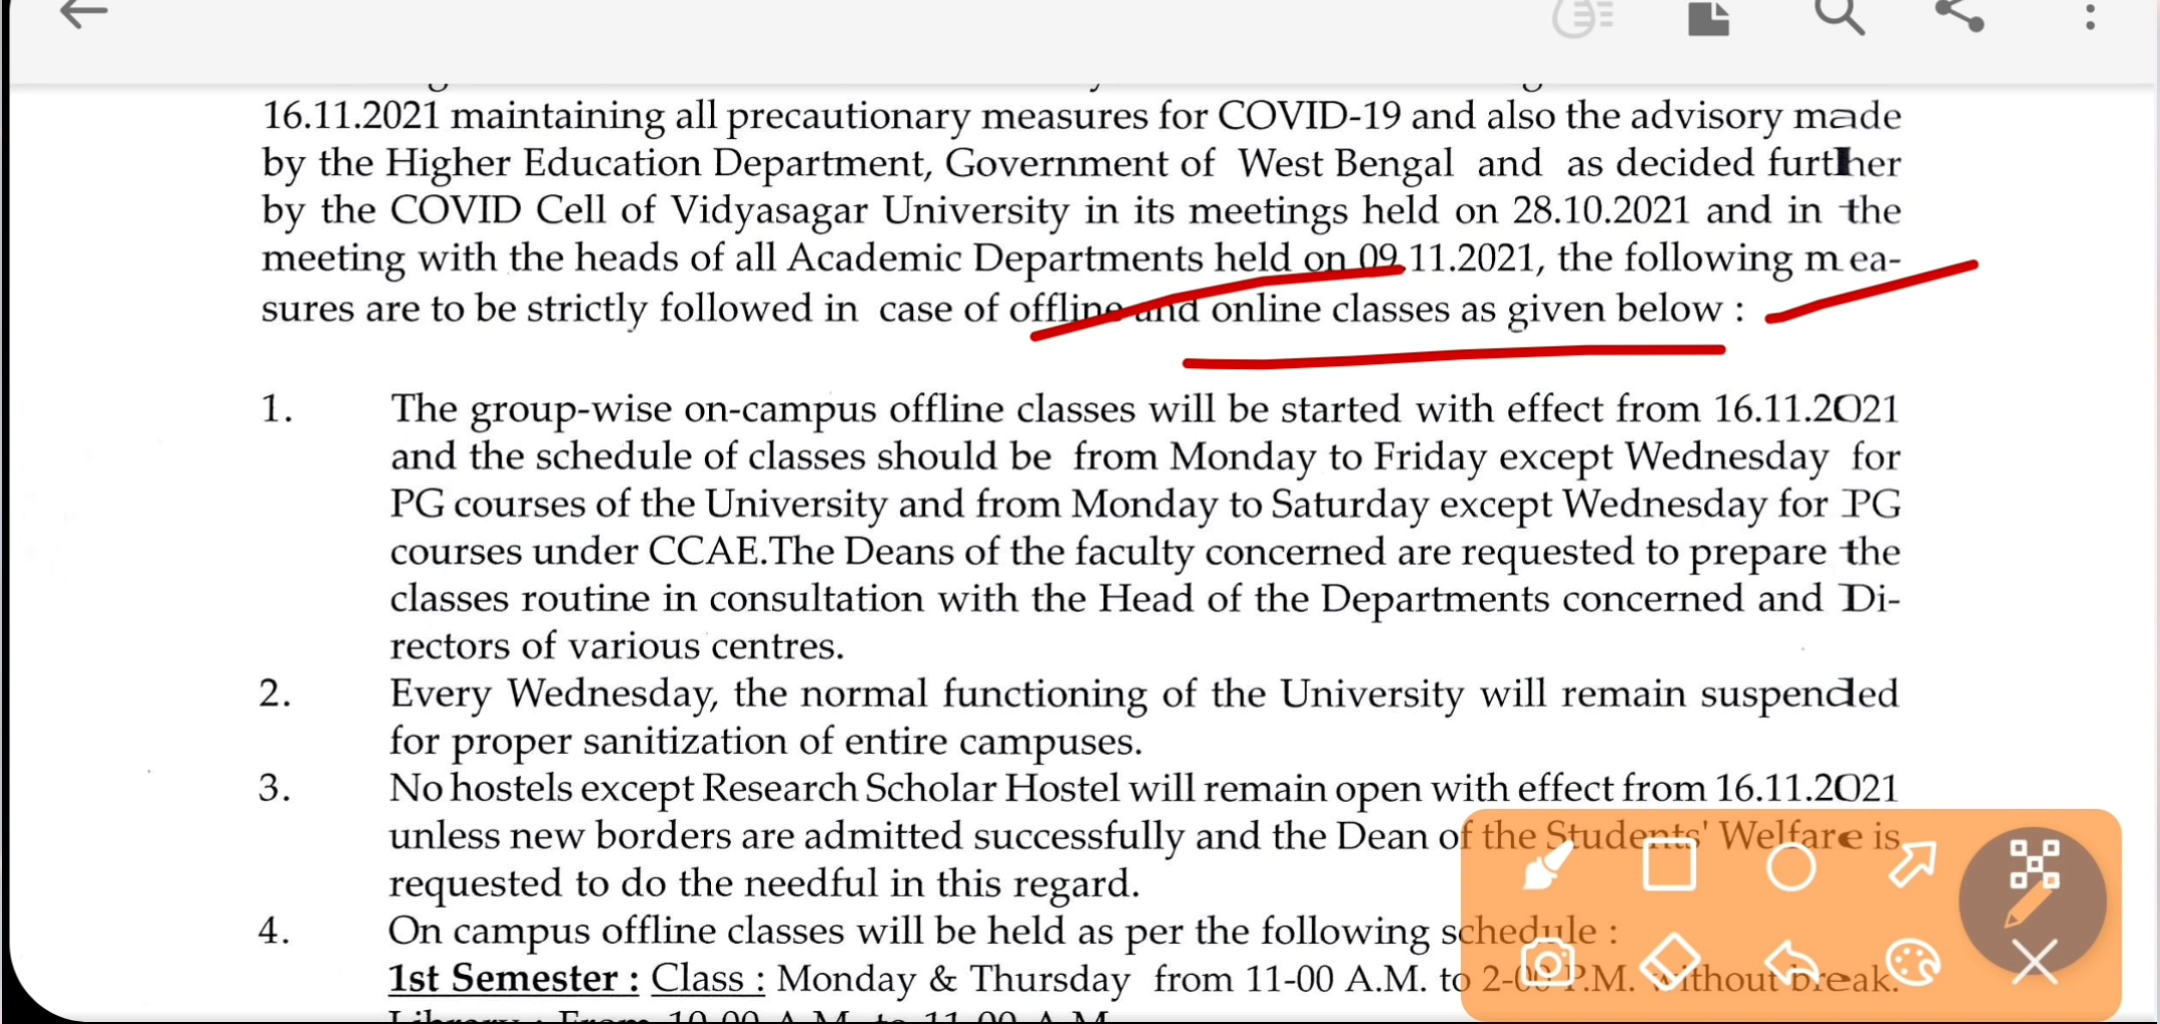 16.11.2021 maintaining all precautionary measures for COVID-19 and also the advisory made
by the Higher Education Department, Government of West Bengal and as decided further
by the COVID Cell of Vidyasagar University in its meetings held on 28.10.2021 and in the
meeting with the heads of all Academic Departments held on 09.11.2021, the following mea-
sures are to be strictly followed in case of offline and online classes as given below :
1. The group-wise on-campus offline classes will be started with effect from 16.11.2021
and the schedule of classes should be from Monday to Friday except Wednesday for
PG courses of the University and from Monday to Saturday except Wednesday for PG
courses under CCAE.The Deans of the faculty concerned are requested to prepare the
classes routine in consultation with the Head of the Departments concerned and Di-
rectors of various centres.
2. Every Wednesday, the normal functioning of the University will remain suspended
for proper sanitization of entire campuses.
3. No hostels except Research Scholar Hostel will remain open with effect from 16.11.2021
unless new borders are admitted successfully and the Dean of the Students' Welfare is
requested to do the needful in this regard.
4. On campus offline classes will be held as per the following schedule :
1st Semester : Class : Monday & Thursday from 11-00 A.M. to 2-00 P.M. without break.
Library : From 10-00 A.M. to 11-00 A.M.